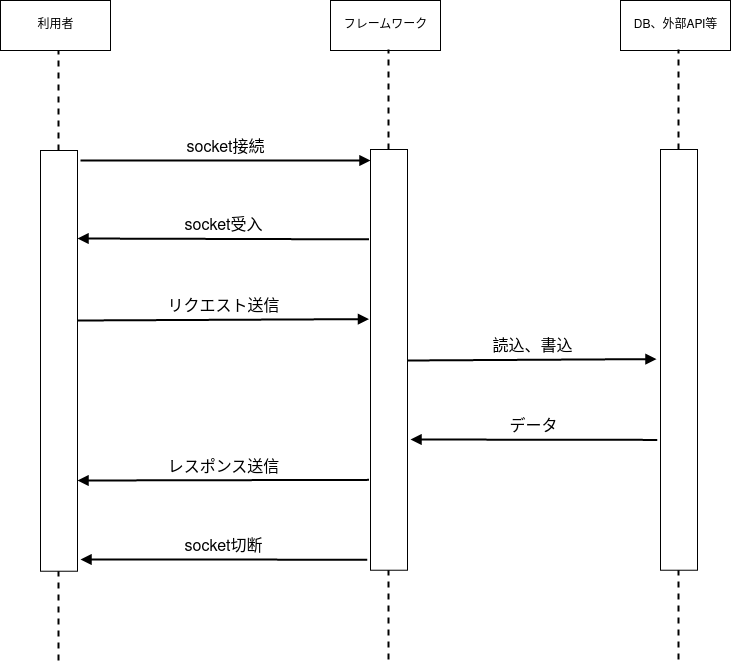 利用者
フレームワーク
DB、外部API等
socket接続
socket受入
リクエスト送信
読込、書込
データ
レスポンス送信
socket切断